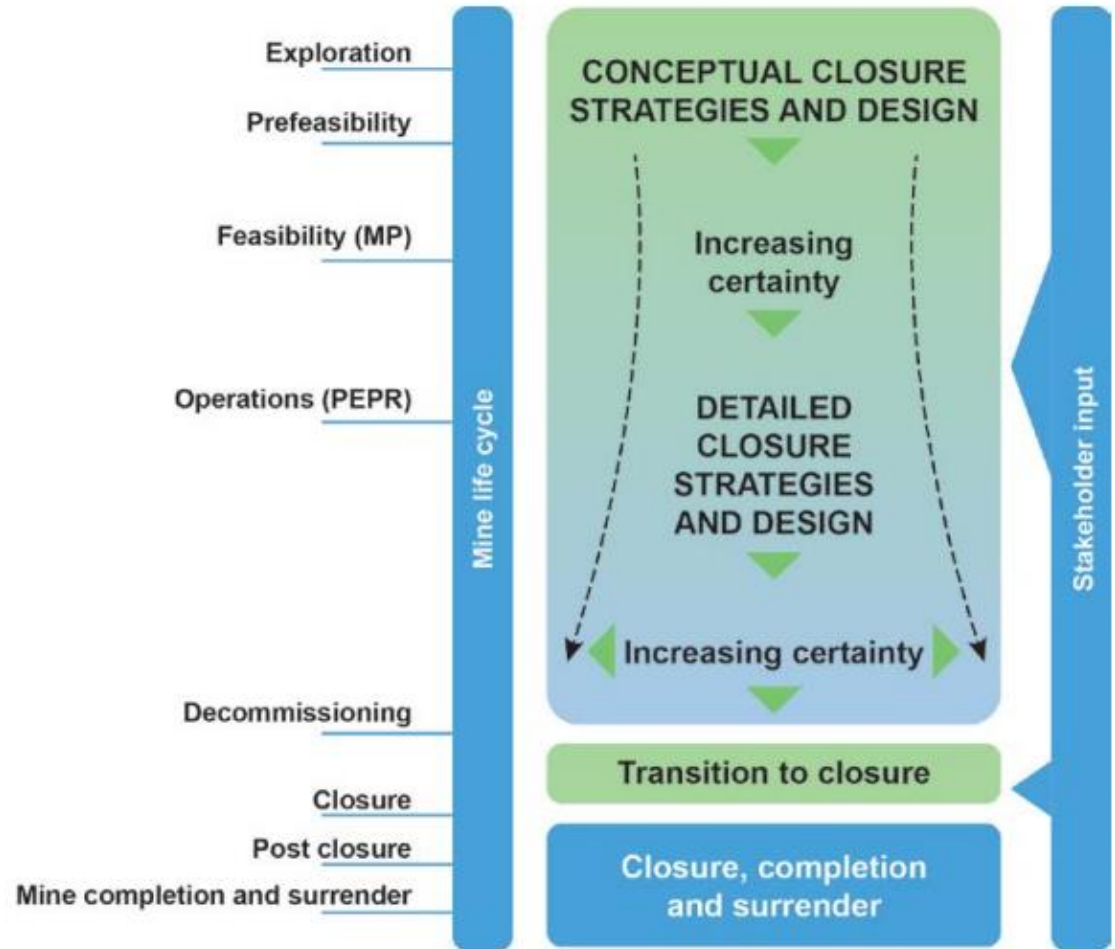 Exploration
Prefeasibility
Feasibility (MP)
Operations (PEPR)
Decommissioning
Closure
Post closure
Mine completion and surrender
Mine life cycle
CONCEPTUAL CLOSURE
STRATEGIES AND DESIGN
Increasing
certainty
DETAILED
CLOSURE
STRATEGIES
AND DESIGN
Increasing certainty
Transition to closure
Closure, completion
and surrender
Stakeholder input